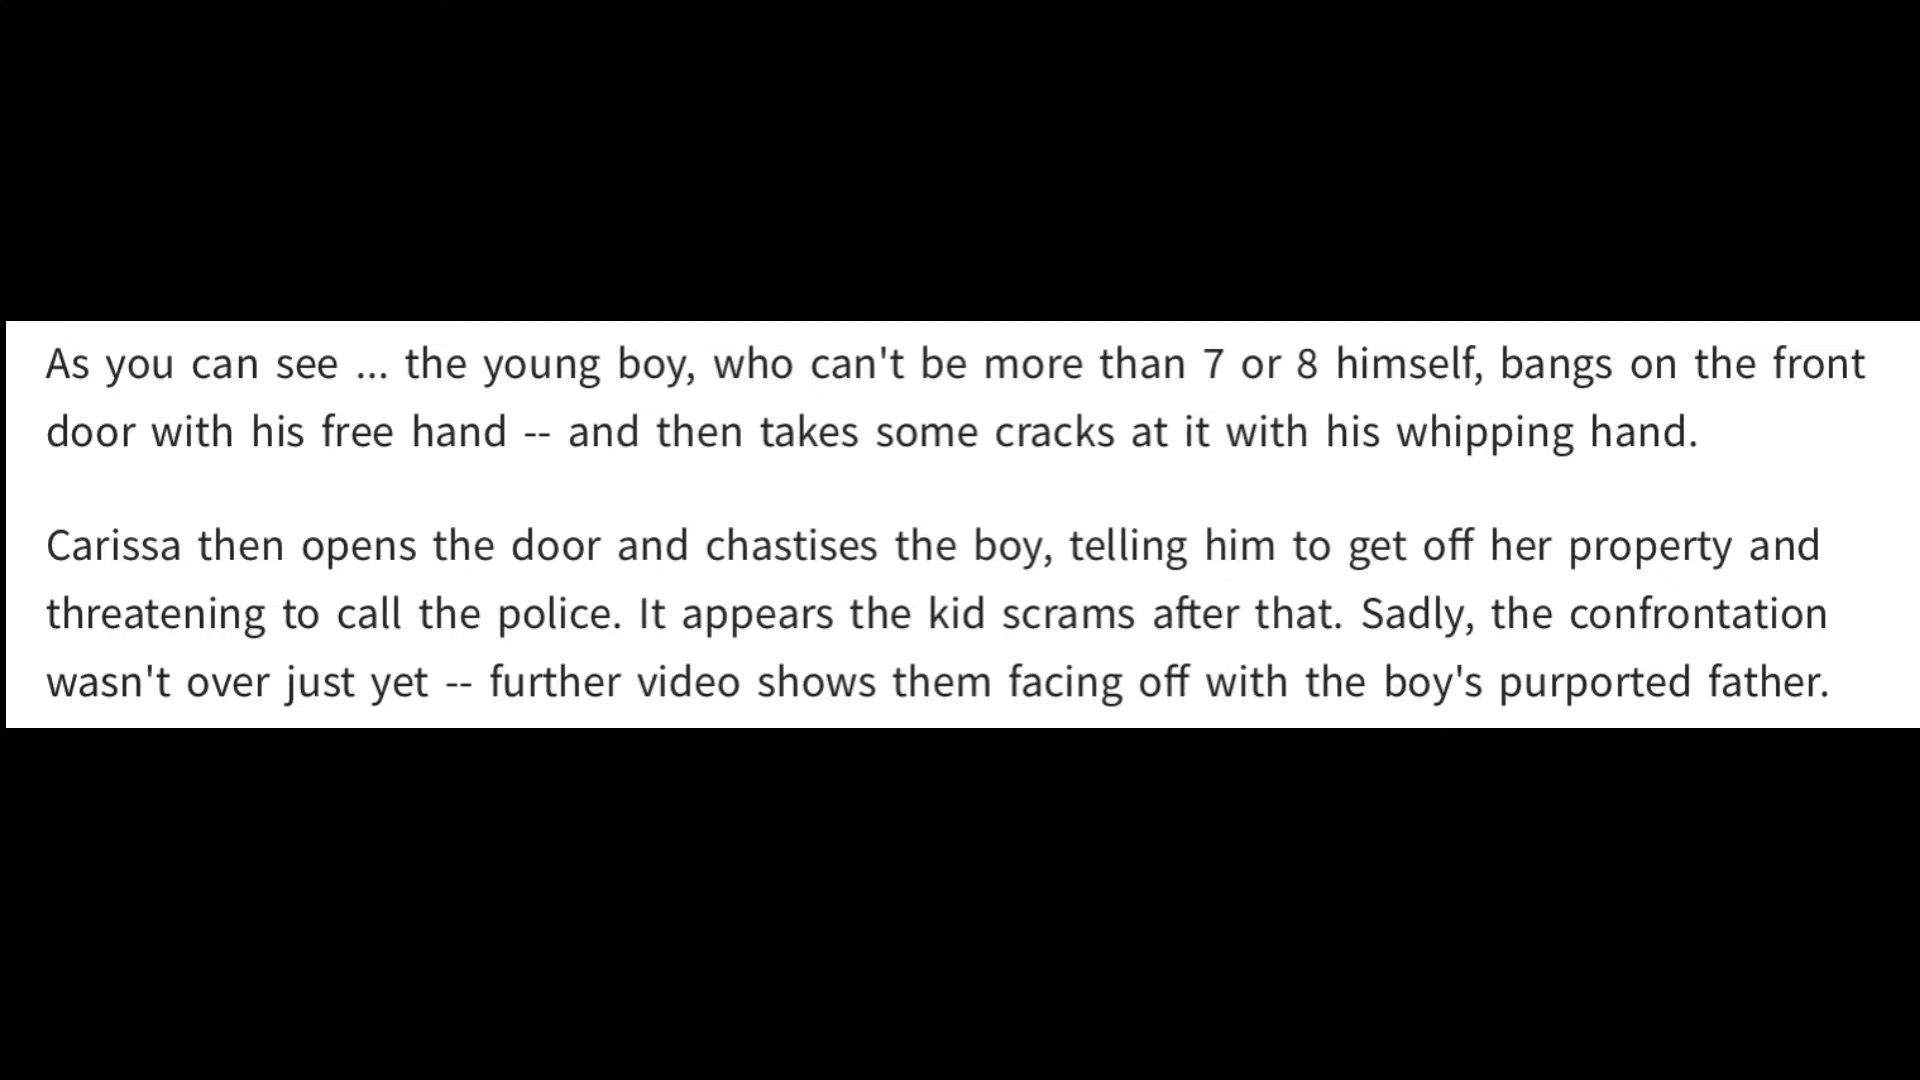 As you can see ... the young boy, who can't be more than 7 or 8 himself, bangs on the front
door with his free hand -- and then takes some cracks at it with his whipping hand.
Carissa then opens the door and chastises the boy, telling him to get off her property and
threatening to call the police. It appears the kid scrams after that. Sadly, the confrontation
wasn't over just yet -- further video shows them facing off with the boy's purported father.